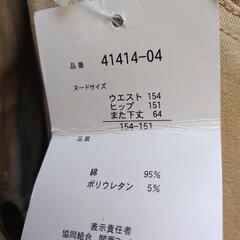 品番 41414-04
ヌードサイズ
ウエスト 154
ヒップ 151
また下丈 64
154-151
品質
綿 95%
ポリウレタン 5%
表示責任者
協同組合 関西